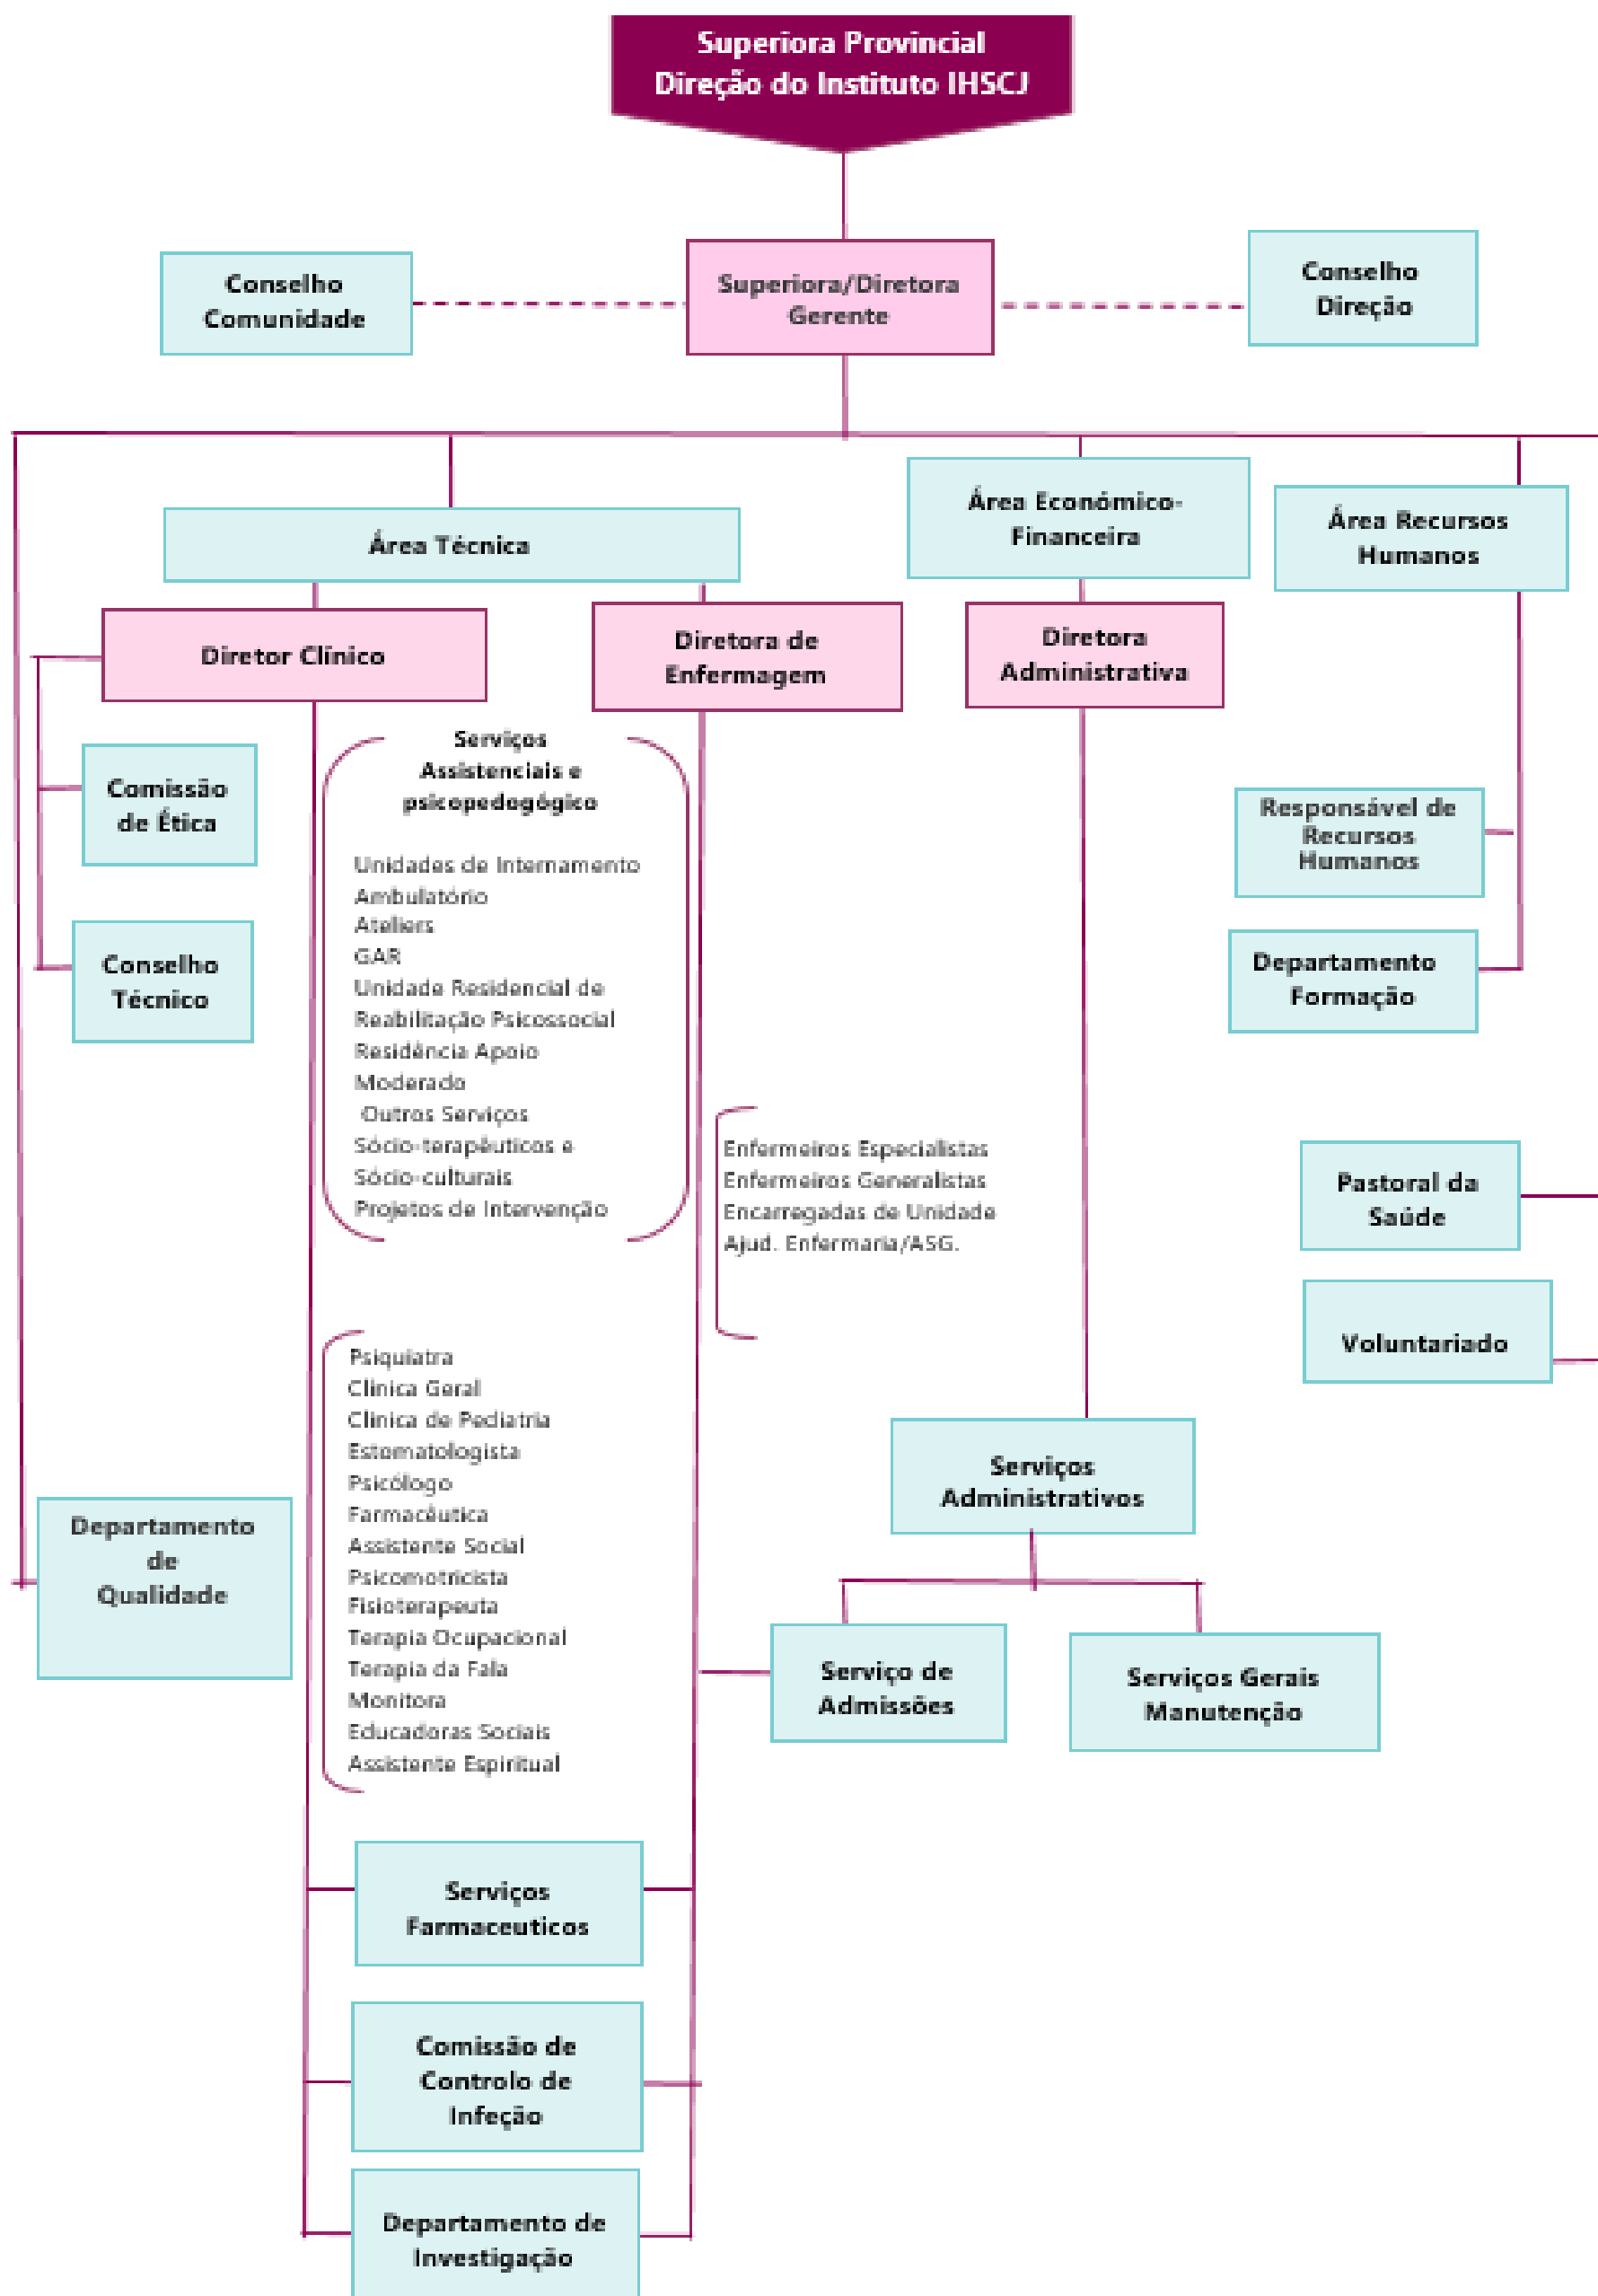 Superiora Provincial
Direção do Instituto IHSCJ
Conselho
Comunidade
Superiora/Diretora
Gerente
Conselho
Direção
Área Técnica
Área Económico-
Financeira
Área Recursos
Humanos
Diretor Clínico
Diretora de
Enfermagem
Diretora
Administrativa
Comissão
de Ética
Conselho
Técnico
Serviços
Assistenciais e
psicopedogógico
Unidades de Internamento
Ambulatório
Ateliers
GAR
Unidade Residencial de
Reabilitação Psicossocial
Residência Apoio
Moderado
Outros Serviços
Sócio-terapêuticos e
Sócio-culturais
Projetos de Intervenção
Enfermeiros Especialistas
Enfermeiros Generalistas
Encarregadas de Unidade
Ajud. Enfermaria/ASG.
Responsável de
Recursos
Humanos
Departamento
Formação
Pastoral da
Saúde
Voluntariado
Psiquiatra
Clínica Geral
Clínica de Pediatria
Estomatologista
Psicólogo
Farmacêutica
Assistente Social
Psicomotricista
Fisioterapeuta
Terapia Ocupacional
Terapia da Fala
Monitora
Educadoras Sociais
Assistente Espiritual
Departamento
de
Qualidade
Serviços
Administrativos
Serviço de
Admissões
Serviços Gerais
Manutenção
Serviços
Farmaceuticos
Comissão de
Controlo de
Infeção
Departamento de
Investigação